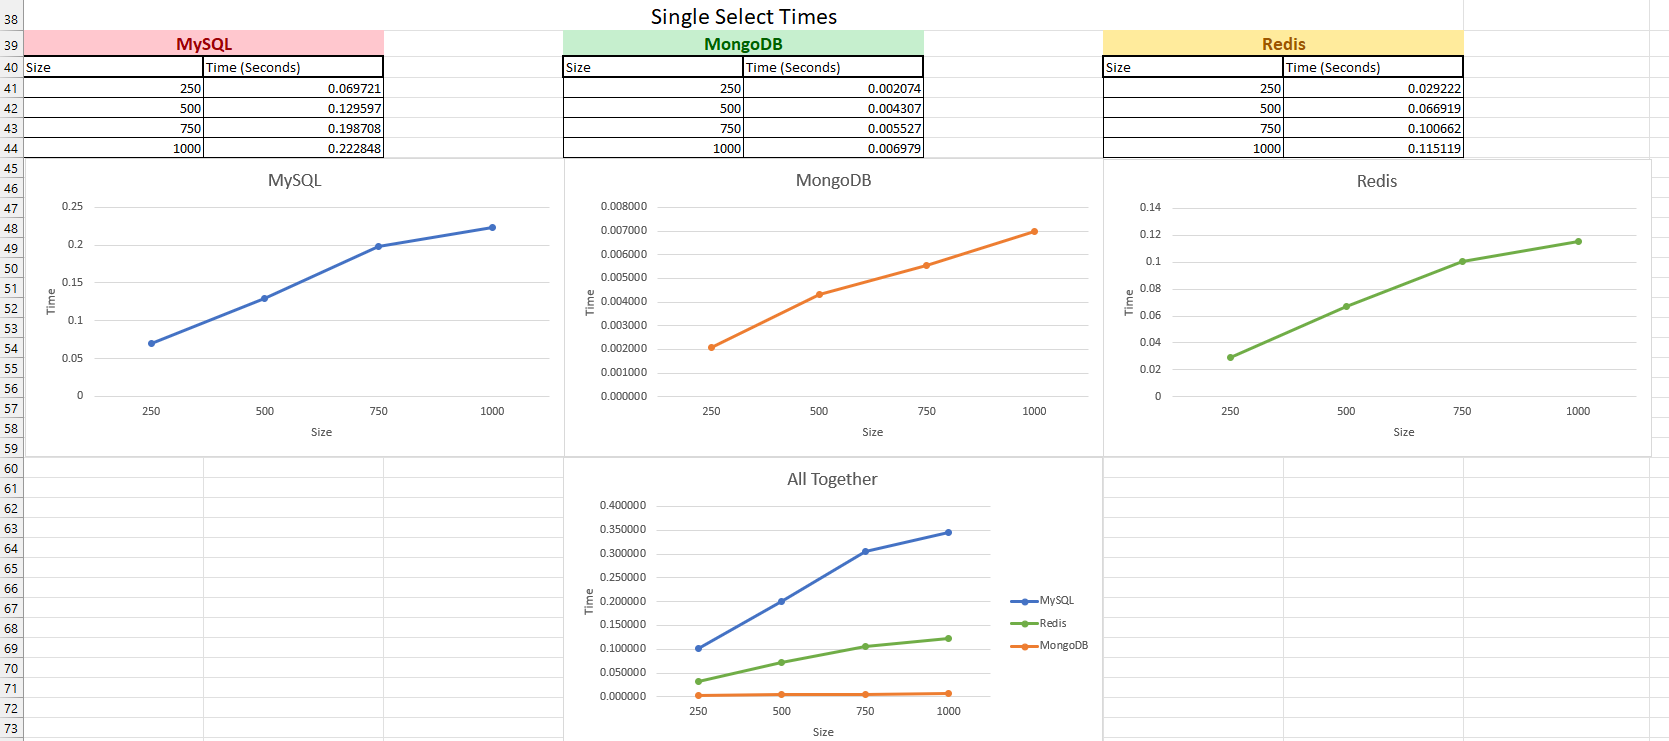 38 Single Select Times
39 MySQL MongoDB Redis
40 Size Time (Seconds) Size Time (Seconds) Size Time (Seconds)
41 250 0.069721 250 0.002074 250 0.029222
42 500 0.129597 500 0.004307 500 0.066919
43 750 0.198708 750 0.005527 750 0.100662
44 1000 0.222848 1000 0.006979 1000 0.115119
45
46
47
48
49
50
51
52
53
54
55
56
57
58
59
MySQL
0.25
0.2
0.15
0.1
0.05
0
Time
250 500 750 1000
Size
MongoDB
0.008000
0.007000
0.006000
0.005000
0.004000
0.003000
0.002000
0.001000
0.000000
Time
250 500 750 1000
Size
Redis
0.14
0.12
0.1
0.08
0.06
0.04
0.02
0
Time
250 500 750 1000
Size
60
61
62
63
64
65
66
67
68
69
70
71
72
73
All Together
0.400000
0.350000
0.300000
0.250000
0.200000
0.150000
0.100000
0.050000
0.000000
Time
250 500 750 1000
Size
MySQL
Redis
MongoDB